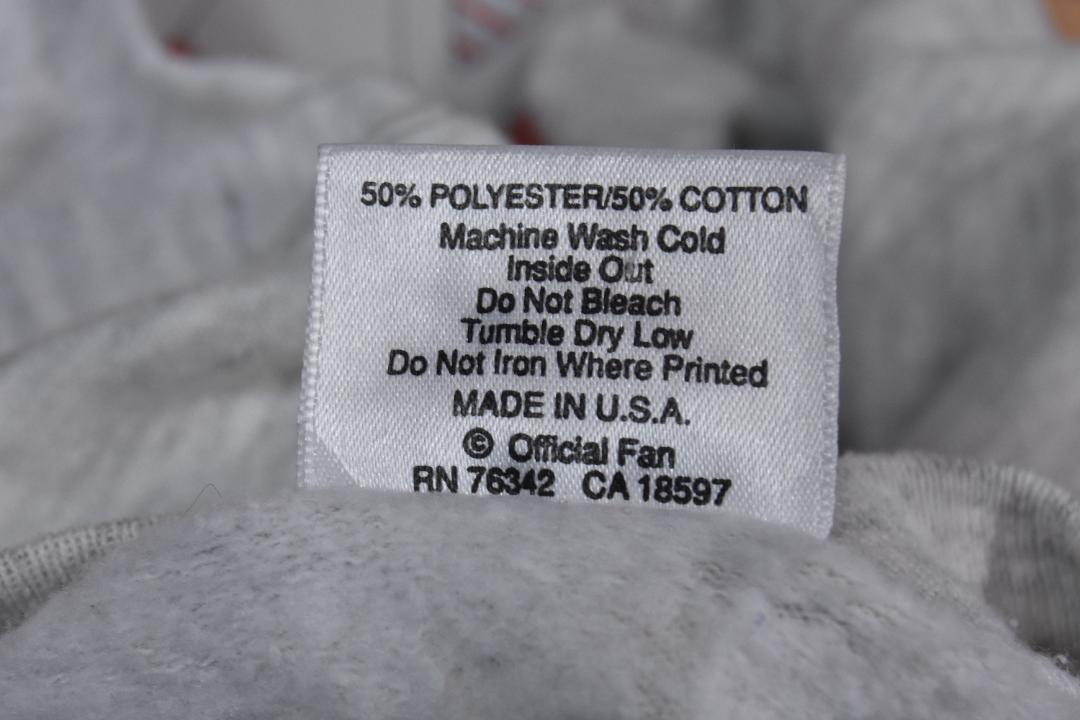 50% POLYESTER/50% COTTON
Machine Wash Cold
Inside Out
Do Not Bleach
Tumble Dry Low
Do Not Iron Where Printed
MADE IN U.S.A.
© Official Fan
RN 76342 CA 18597